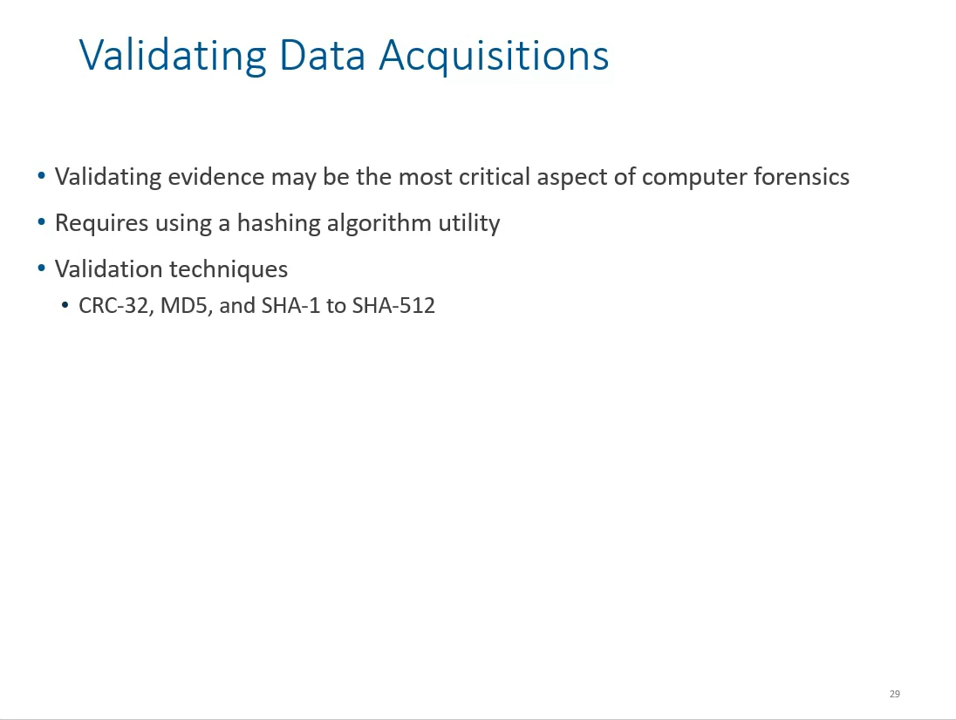 Validating Data Acquisitions
• Validating evidence may be the most critical aspect of computer forensics
• Requires using a hashing algorithm utility
• Validation techniques
• CRC-32, MD5, and SHA-1 to SHA-512
29